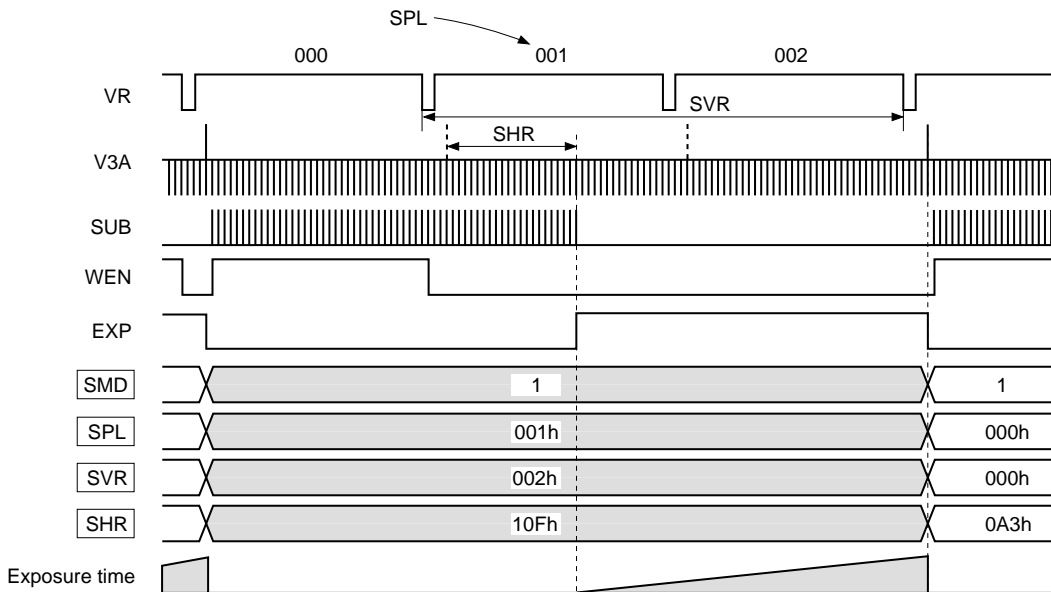 SPL
000 001 002
VR
SVR
SHR
V3A
SUB
WEN
EXP
SMD 1 1
SPL 001h 000h
SVR 002h 000h
SHR 10Fh 0A3h
Exposure time